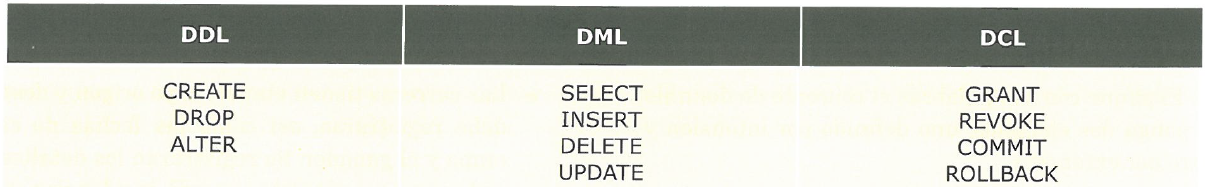 DDL DML DCL
CREATE SELECT GRANT
DROP INSERT REVOKE
ALTER DELETE COMMIT
UPDATE ROLLBACK